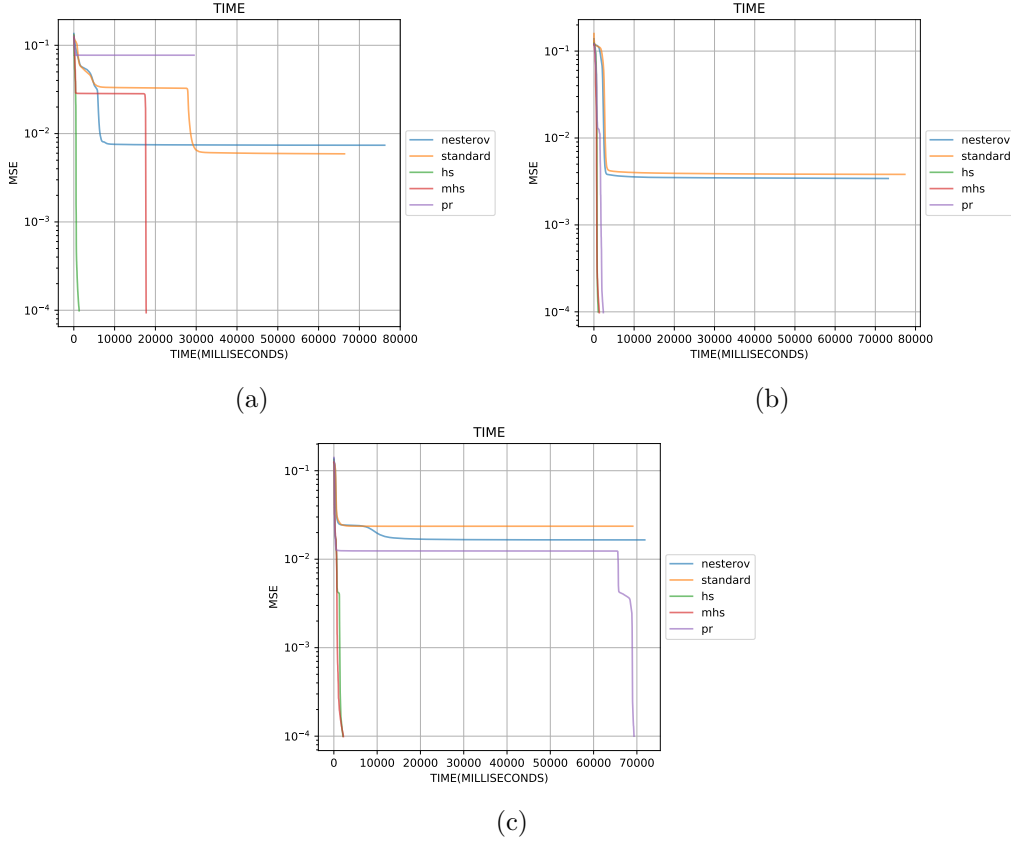 TIME
10⁻¹
10⁻²
10⁻³
10⁻⁴
MSE
0 10000 20000 30000 40000 50000 60000 70000 80000
TIME(MILLISECONDS)
nesterov
standard
hs
mhs
pr
(a)
TIME
10⁻¹
10⁻²
10⁻³
10⁻⁴
MSE
0 10000 20000 30000 40000 50000 60000 70000 80000
TIME(MILLISECONDS)
nesterov
standard
hs
mhs
pr
(b)
TIME
10⁻¹
10⁻²
10⁻³
10⁻⁴
MSE
0 10000 20000 30000 40000 50000 60000 70000
TIME(MILLISECONDS)
nesterov
standard
hs
mhs
pr
(c)